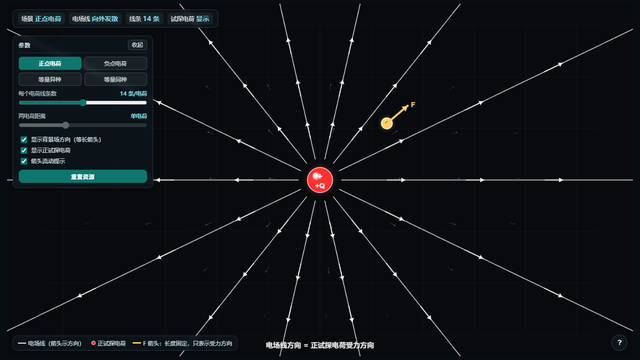 场景 正点电荷 电场线 向外发散 线条 14 条 试探电荷 显示
参数 收起
正点电荷 负点电荷
等量异种 等量同种
每个电荷线条数 14 条/电荷
两电荷距离 单电荷
显示背景场方向（等长箭头）
显示正试探电荷
箭头流动提示
重置资源
F
+Q
电场线（箭头示方向） 正试探电荷 F 箭头：长度固定，只表示受力方向
电场线方向 = 正试探电荷受力方向
?